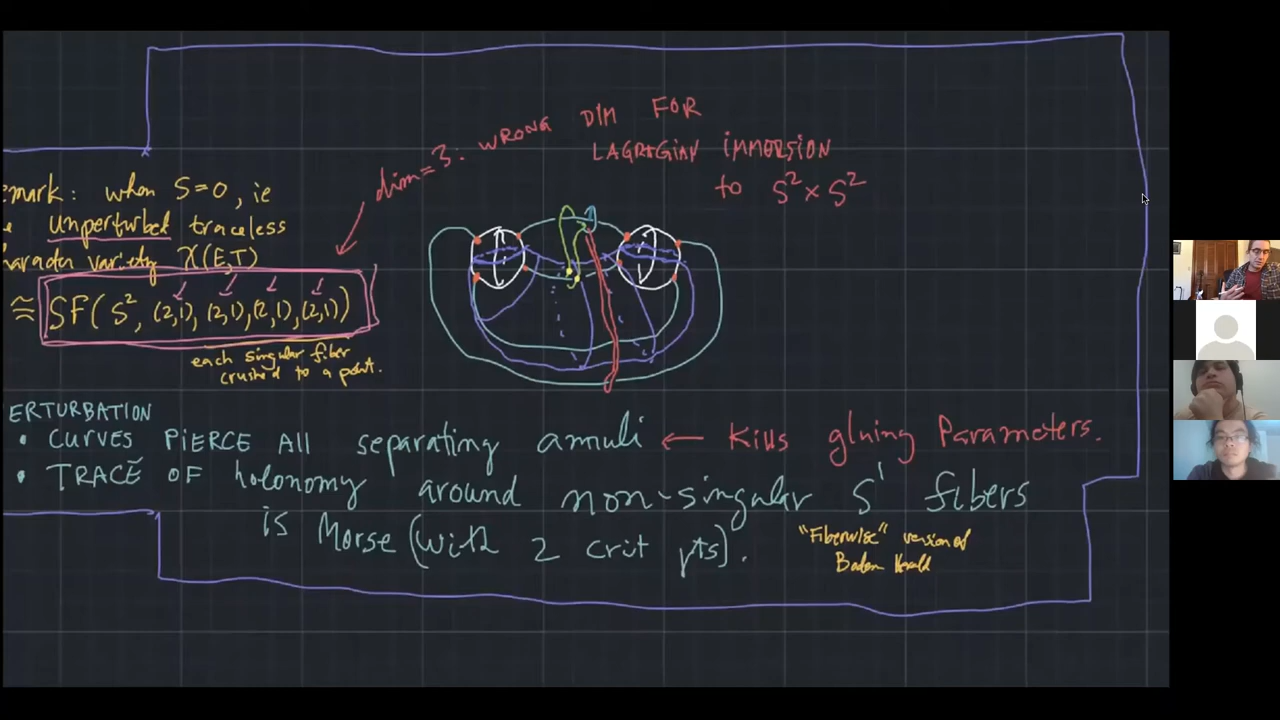 DIM FOR
dim=3: WRONG
LAGRAGIAN IMMERSION
to S² × S²
emark: when S=0, ie
e Unperturbed traceless
haracter variety X(E,T)
≈ SF( S², (2,1), (2,1), (2,1), (2,1))
each singular fiber
crushed to a point.
ERTURBATION
• CURVES PIERCE All separating annuli ← Kills gluing Parameters.
• TRACE OF holonomy around non-singular S¹ fibers
is Morse (with 2 crit pts).
"Fiberwise" version of
Boden Herald